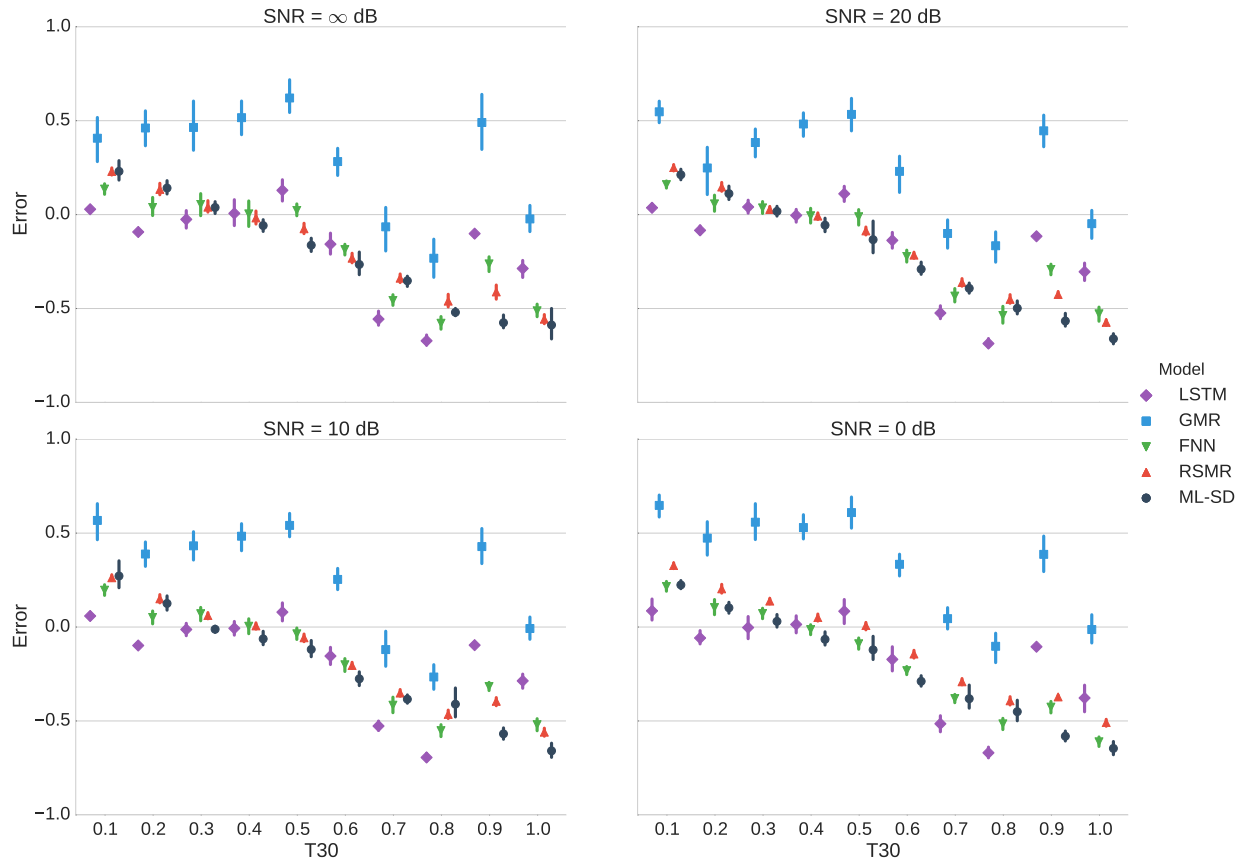 SNR = ∞ dB
SNR = 20 dB
1.0
0.5
0.0
−0.5
−1.0
Error
SNR = 10 dB
SNR = 0 dB
1.0
0.5
0.0
−0.5
−1.0
Error
0.1 0.2 0.3 0.4 0.5 0.6 0.7 0.8 0.9 1.0
T30
0.1 0.2 0.3 0.4 0.5 0.6 0.7 0.8 0.9 1.0
T30
Model
LSTM
GMR
FNN
RSMR
ML-SD